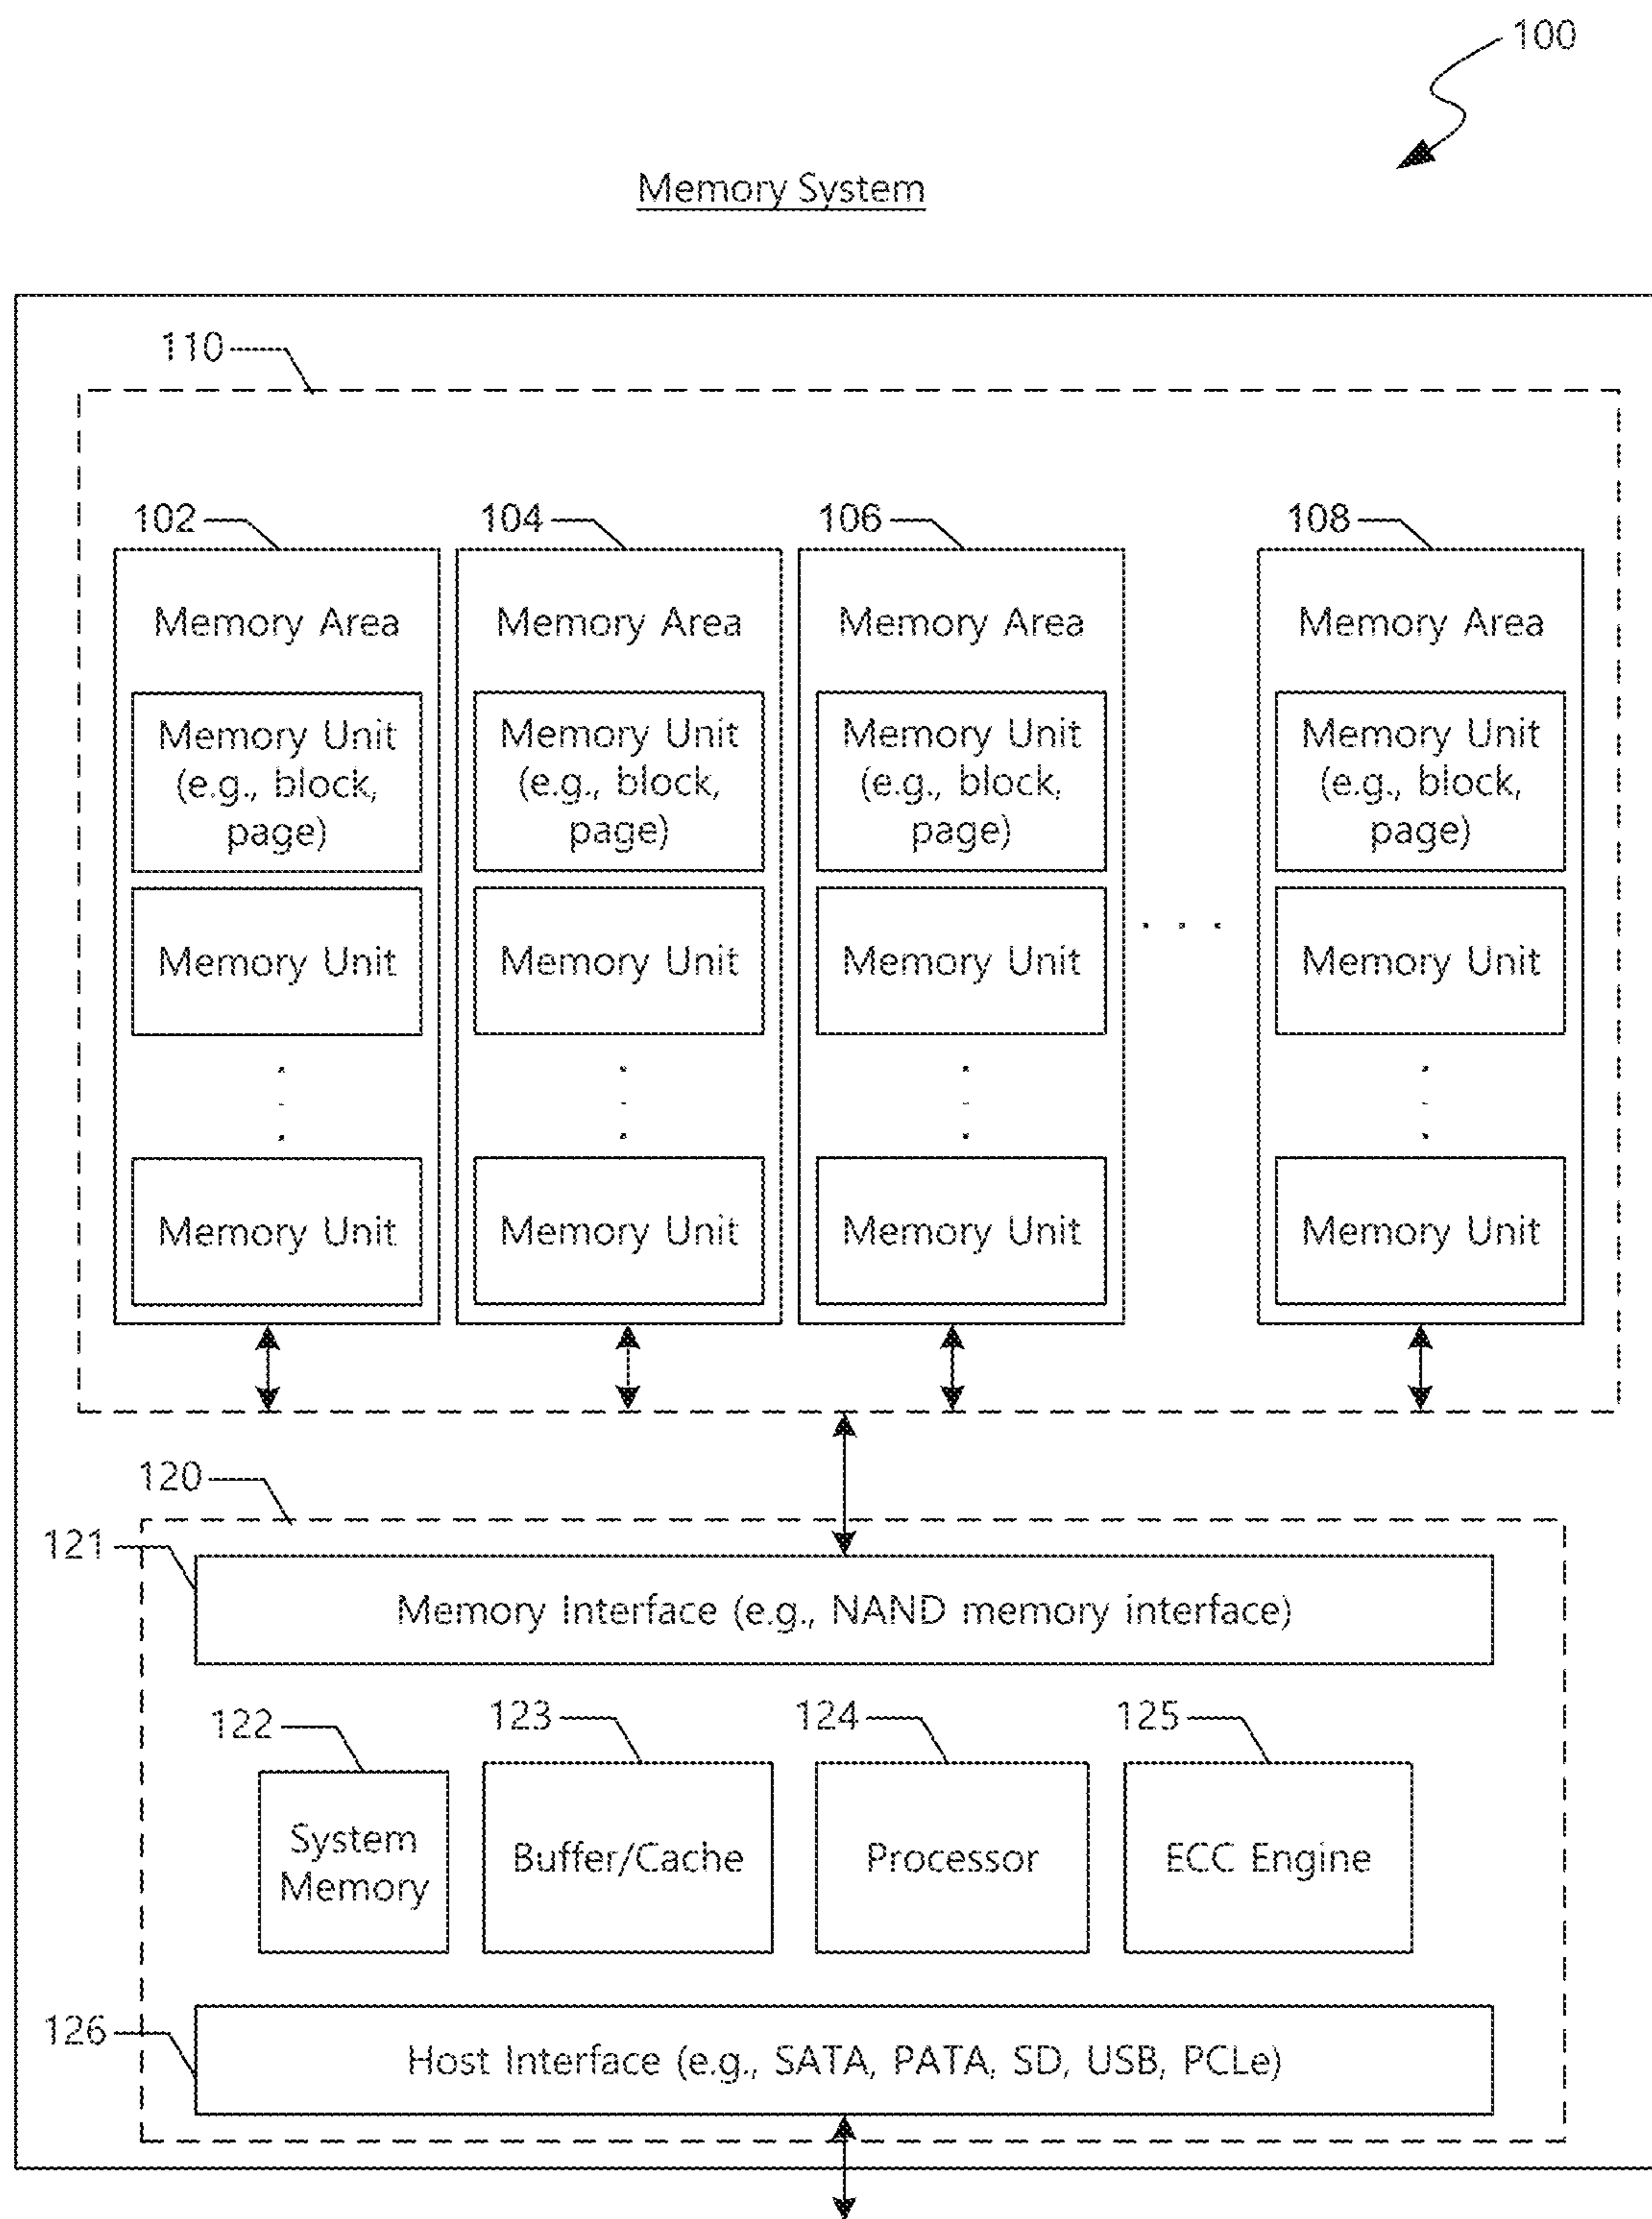 100
Memory System
110
102
104
106
108
Memory Area
Memory Area
Memory Area
Memory Area
Memory Unit
(e.g., block,
page)
Memory Unit
(e.g., block,
page)
Memory Unit
(e.g., block,
page)
Memory Unit
(e.g., block,
page)
Memory Unit
Memory Unit
Memory Unit
. . .
Memory Unit
Memory Unit
Memory Unit
Memory Unit
Memory Unit
120
121
Memory Interface (e.g., NAND memory interface)
122
123
124
125
System
Memory
Buffer/Cache
Processor
ECC Engine
126
Host Interface (e.g., SATA, PATA, SD, USB, PCLe)